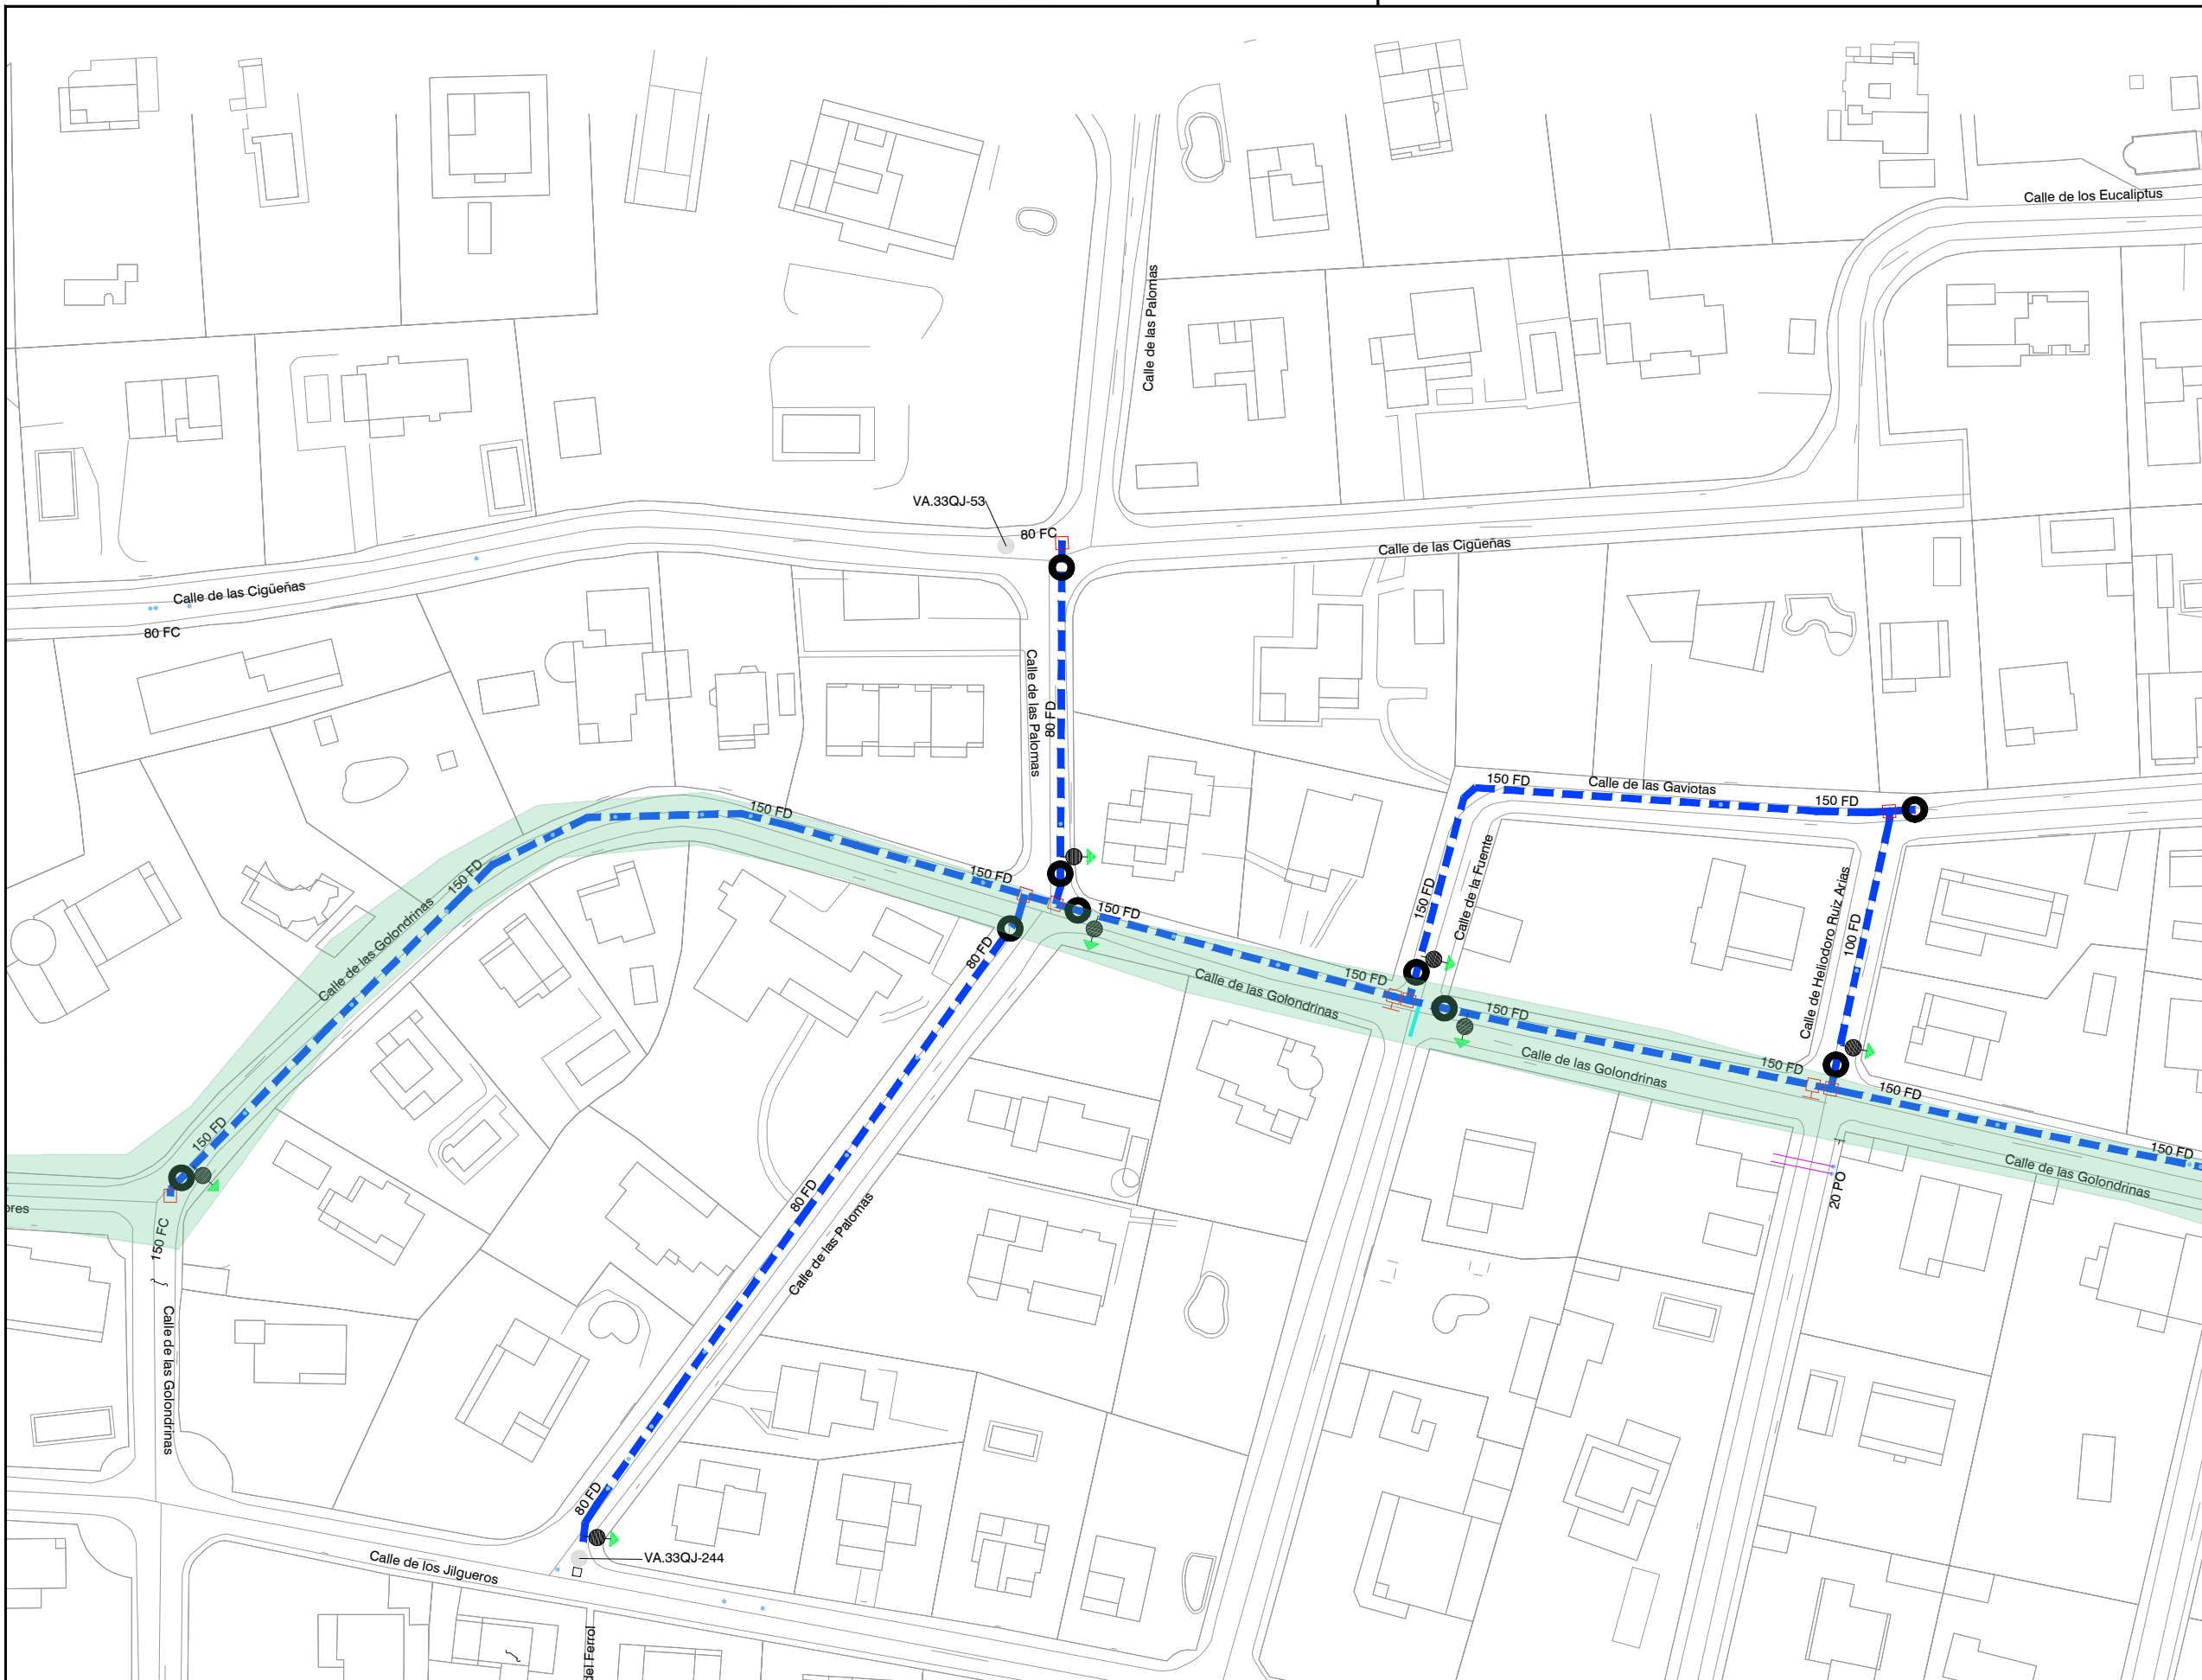 Calle de los Eucaliptus
Calle de las Palomas
VA.33QJ-53
80 FC
Calle de las Cigüeñas
Calle de las Cigüeñas
80 FC
Calle de las Palomas
80 FD
150 FD
Calle de las Gaviotas
150 FD
150 FD
150 FD
150 FD
150 FD
Calle de la Fuente
150 FD
Calle de las Golondrinas
80 FD
150 FD
Calle de las Golondrinas
150 FD
Calle de Heliodoro Ruiz Arias
100 FD
Calle de las Golondrinas
150 FD
150 FD
150 FD
Calle de las Golondrinas
150 FD
20 PO
80 FD
Calle de las Palomas
ores
150 FC
Calle de las Golondrinas
80 FD
VA.33QJ-244
Calle de los Jilgueros
del Ferrol